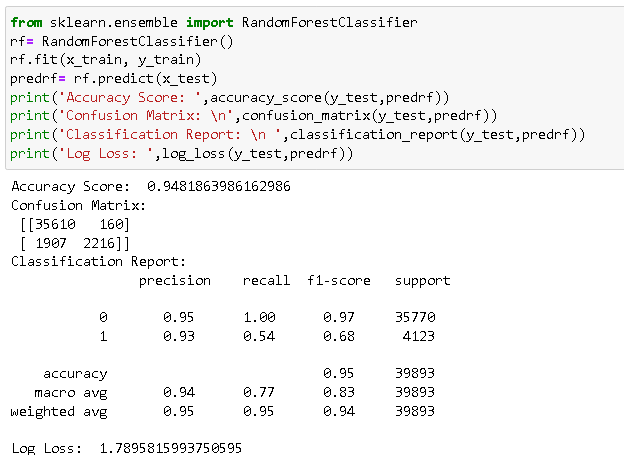 from sklearn.ensemble import RandomForestClassifier
rf= RandomForestClassifier()
rf.fit(x_train, y_train)
predrf= rf.predict(x_test)
print('Accuracy Score: ',accuracy_score(y_test,predrf))
print('Confusion Matrix: \n',confusion_matrix(y_test,predrf))
print('Classification Report: \n ',classification_report(y_test,predrf))
print('Log Loss: ',log_loss(y_test,predrf))
Accuracy Score:  0.9481863986162986
Confusion Matrix:
 [[35610   160]
 [ 1907  2216]]
Classification Report:
               precision    recall  f1-score   support
           0       0.95      1.00      0.97     35770
           1       0.93      0.54      0.68      4123
    accuracy                           0.95     39893
   macro avg       0.94      0.77      0.83     39893
weighted avg       0.95      0.95      0.94     39893
Log Loss:  1.7895815993750595